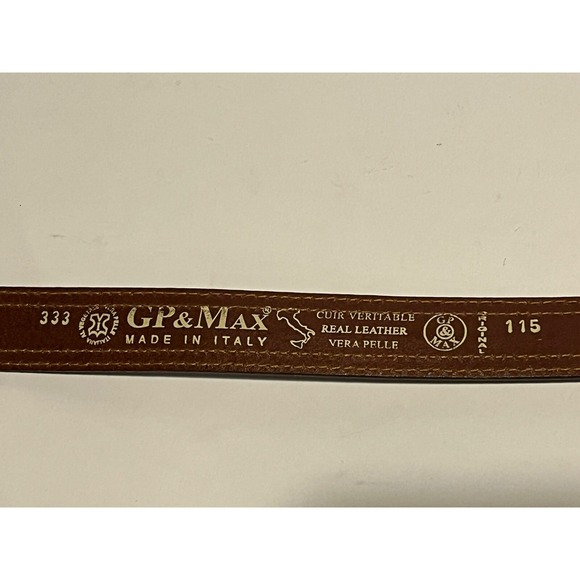 333
GP&MAX®
MADE IN ITALY
CUIR VERITABLE
REAL LEATHER
VERA PELLE
GP
&
MAX
ORIGINAL
115